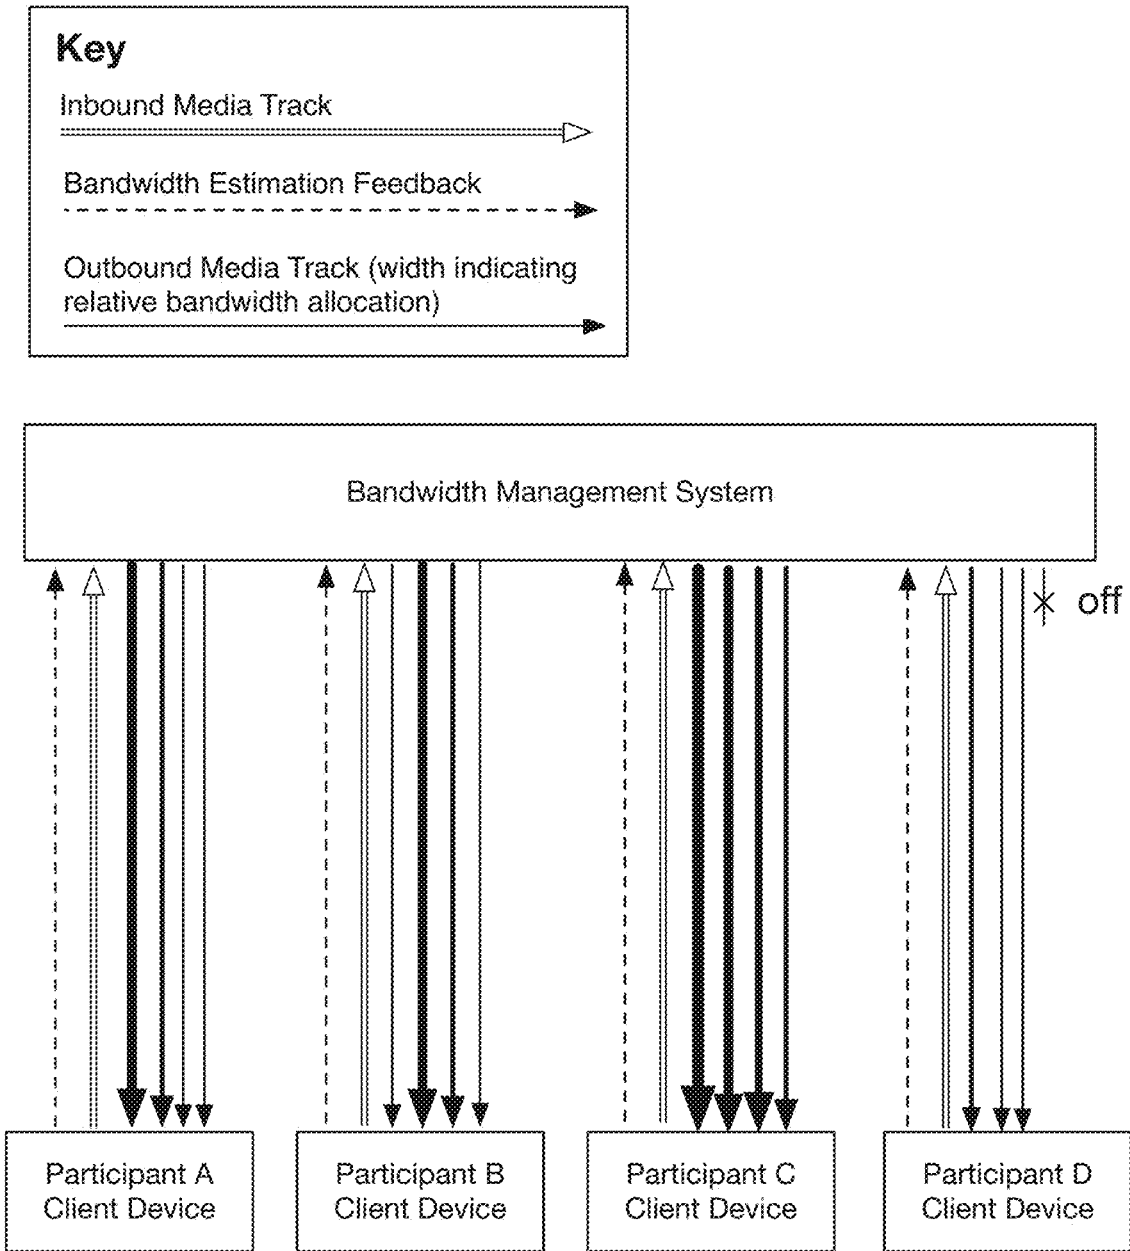 Key
Inbound Media Track
Bandwidth Estimation Feedback
Outbound Media Track (width indicating
relative bandwidth allocation)
Bandwidth Management System
off
Participant A
Client Device
Participant B
Client Device
Participant C
Client Device
Participant D
Client Device